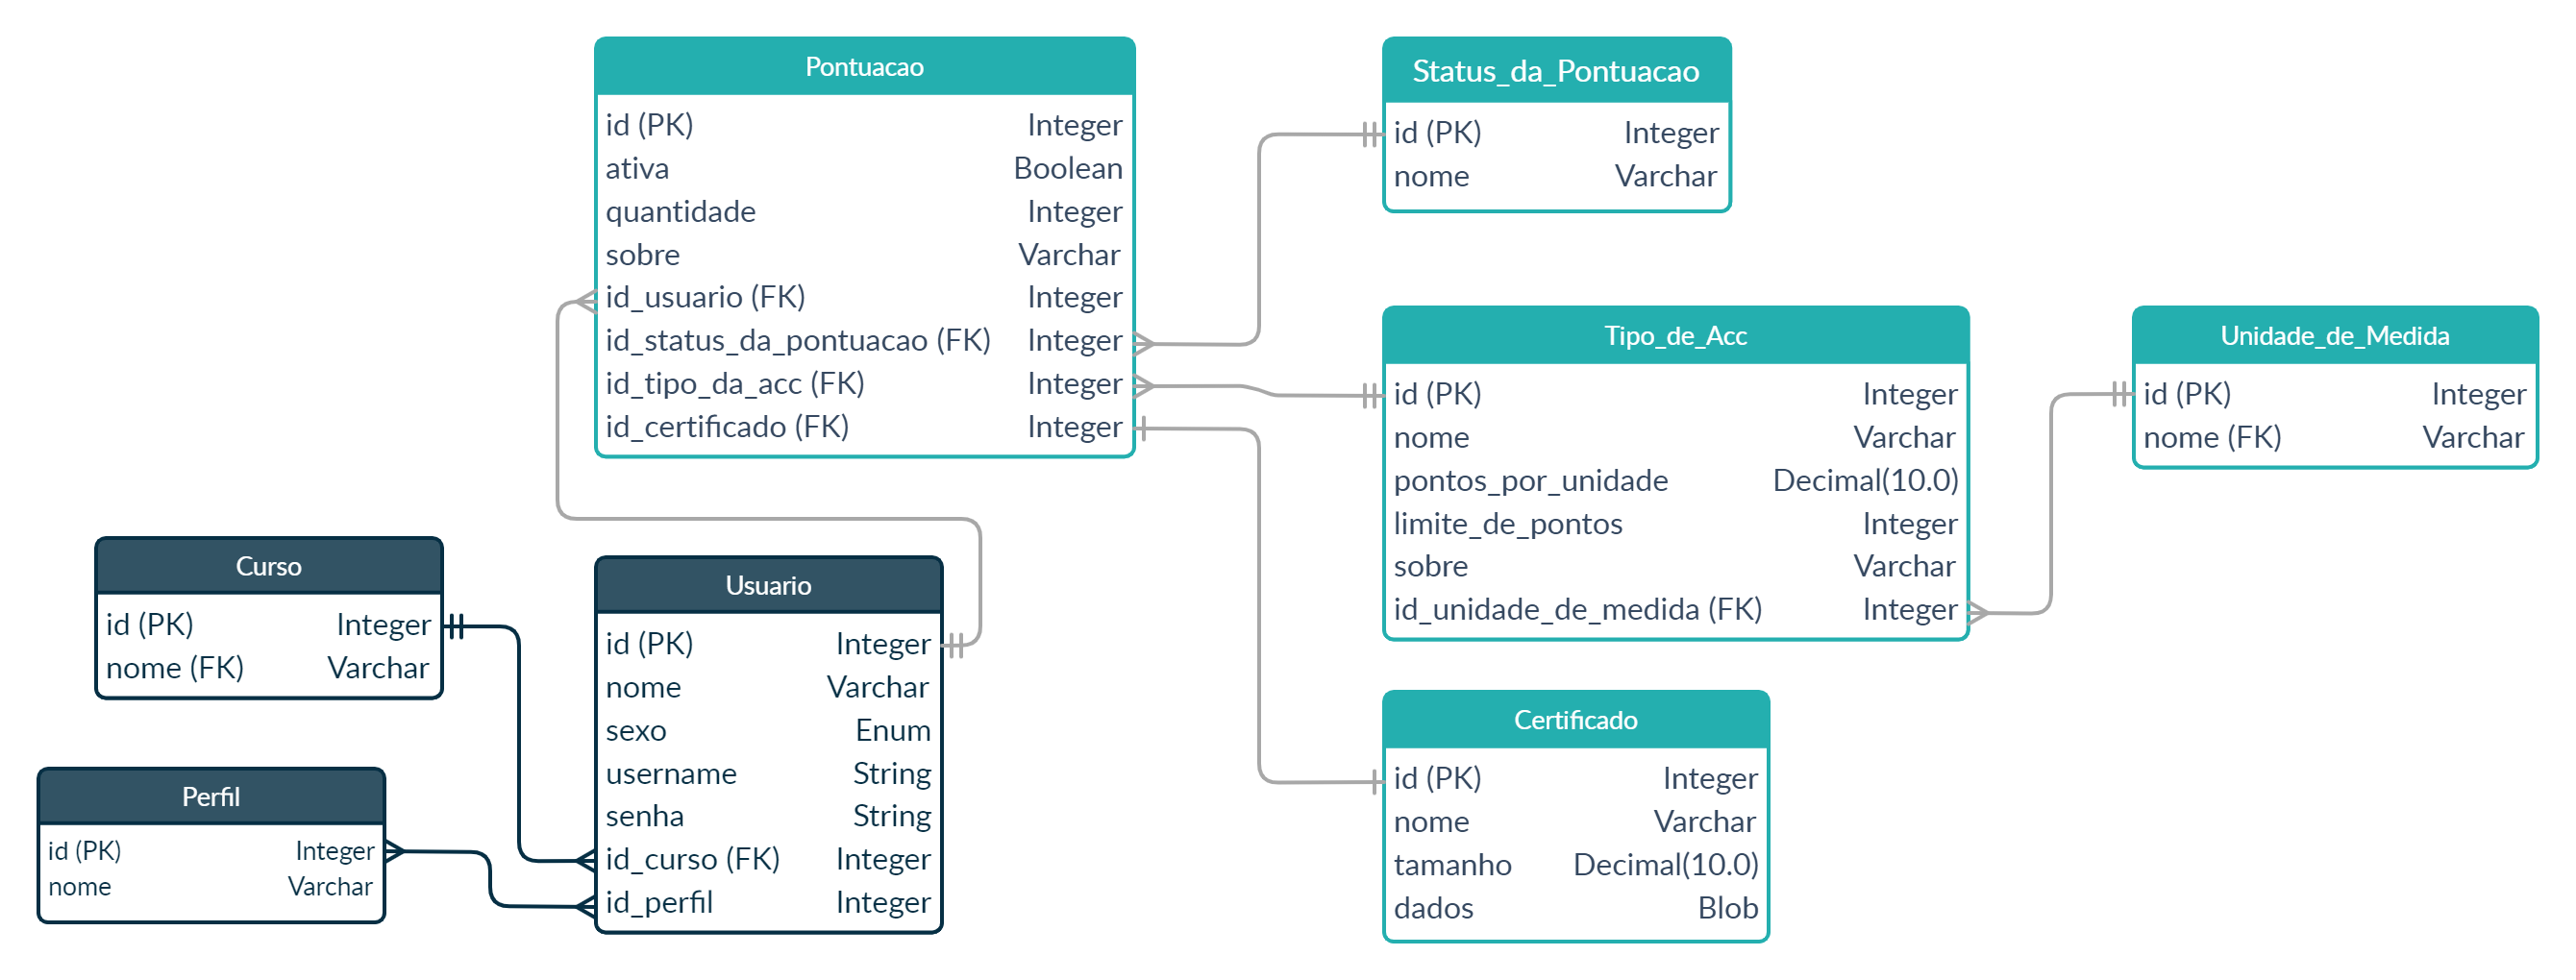 Pontuacao
id (PK) Integer
ativa Boolean
quantidade Integer
sobre Varchar
id_usuario (FK) Integer
id_status_da_pontuacao (FK) Integer
id_tipo_da_acc (FK) Integer
id_certificado (FK) Integer
Status_da_Pontuacao
id (PK) Integer
nome Varchar
Tipo_de_Acc
id (PK) Integer
nome Varchar
pontos_por_unidade Decimal(10.0)
limite_de_pontos Integer
sobre Varchar
id_unidade_de_medida (FK) Integer
Unidade_de_Medida
id (PK) Integer
nome (FK) Varchar
Curso
id (PK) Integer
nome (FK) Varchar
Usuario
id (PK) Integer
nome Varchar
sexo Enum
username String
senha String
id_curso (FK) Integer
id_perfil Integer
Perfil
id (PK) Integer
nome Varchar
Certificado
id (PK) Integer
nome Varchar
tamanho Decimal(10.0)
dados Blob